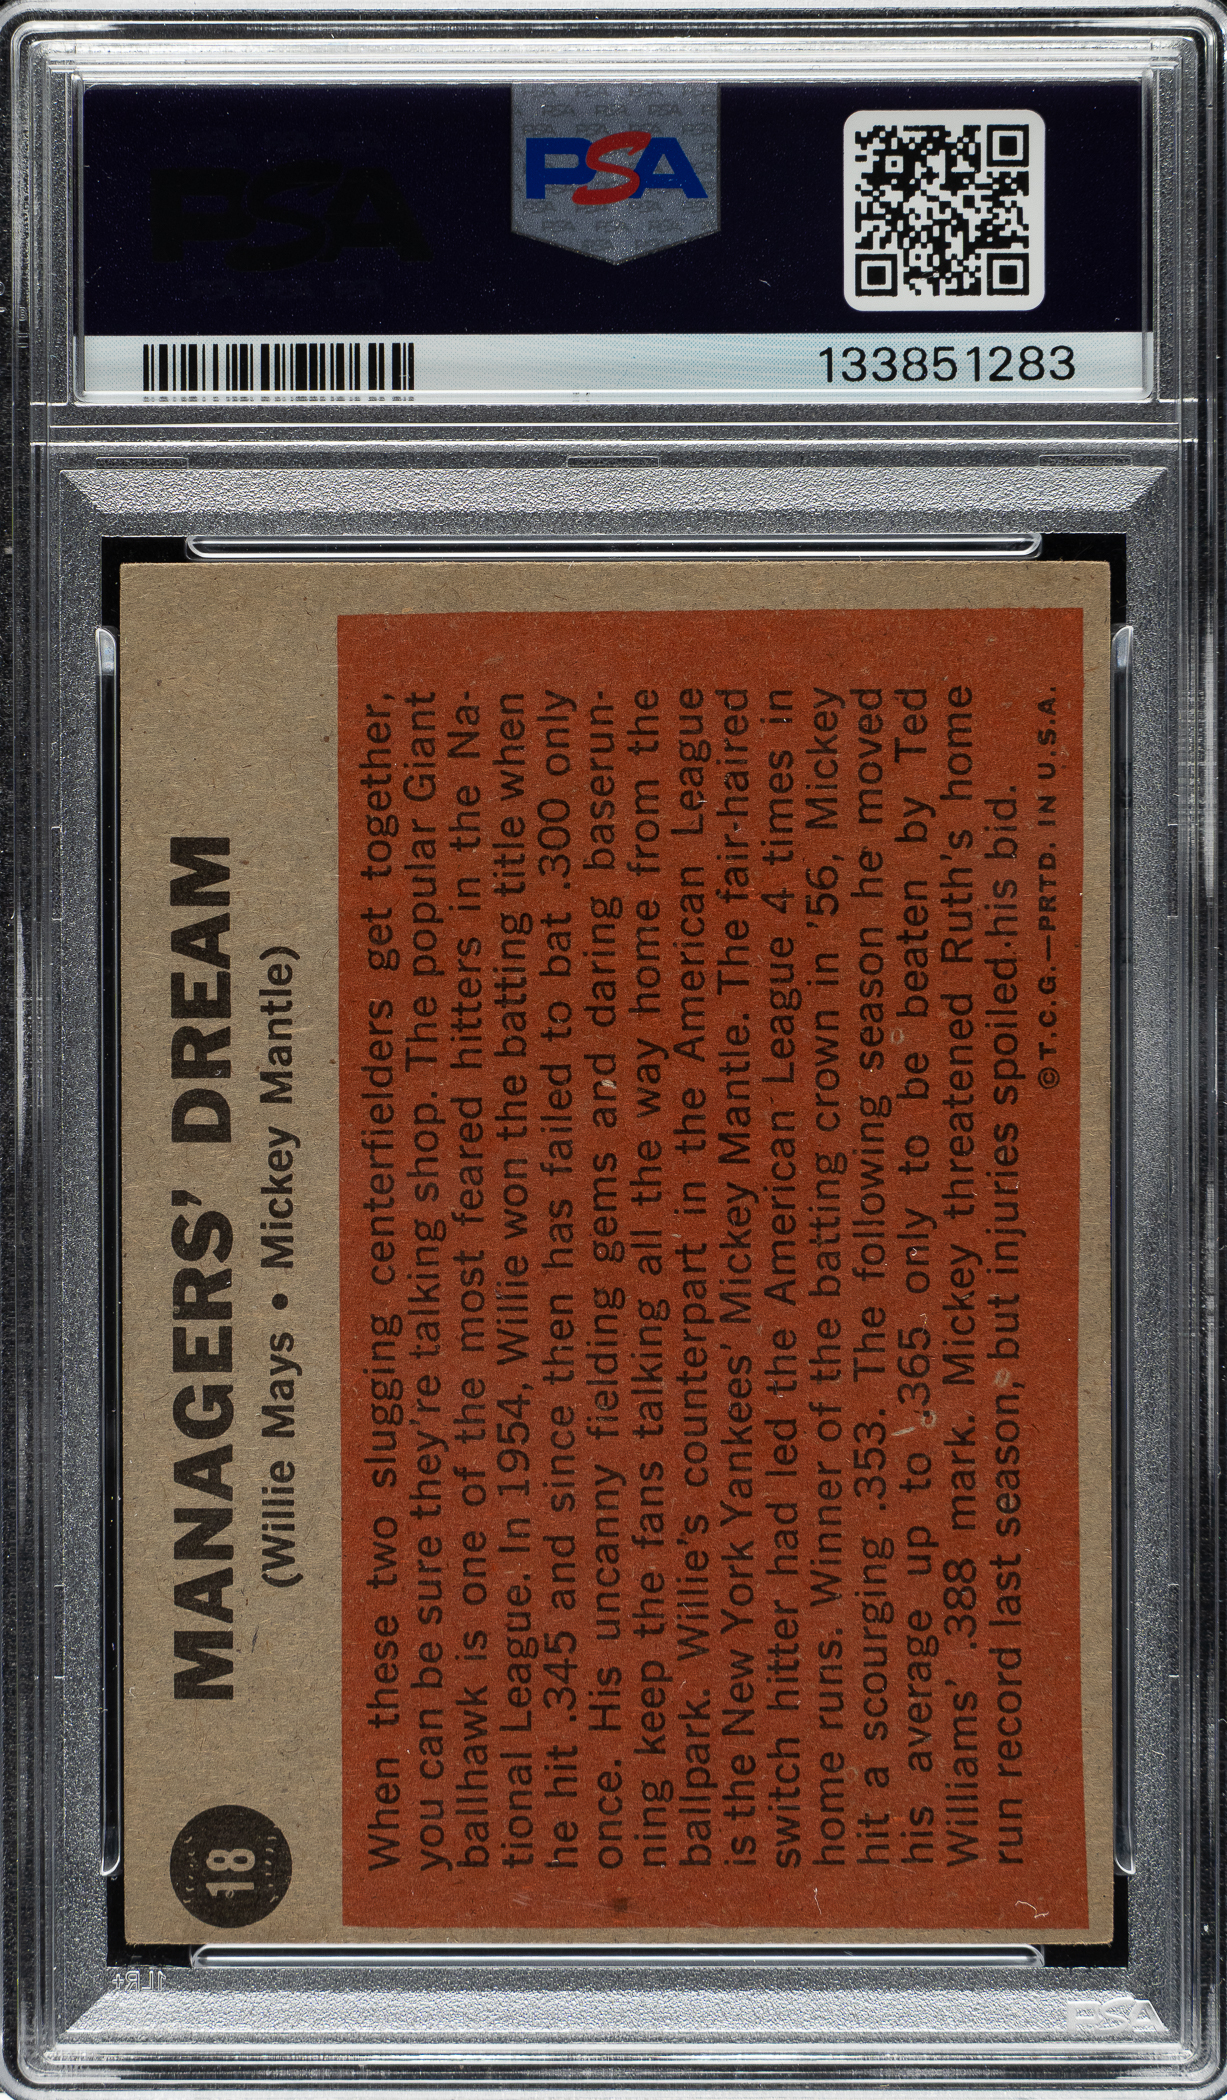 PSA
PSA
133851283
18
MANAGERS' DREAM
(Willie Mays • Mickey Mantle)
When these two slugging centerfielders get together,
you can be sure they're talking shop. The popular Giant
ballhawk is one of the most feared hitters in the Na-
tional League. In 1954, Willie won the batting title when
he hit .345 and since then has failed to bat .300 only
once. His uncanny fielding gems and daring baserun-
ning keep the fans talking all the way home from the
ballpark. Willie's counterpart in the American League
is the New York Yankees' Mickey Mantle. The fair-haired
switch hitter had led the American League 4 times in
home runs. Winner of the batting crown in '56, Mickey
hit a scourging .353. The following season he moved
his average up to .365 only to be beaten by Ted
Williams' .388 mark. Mickey threatened Ruth's home
run record last season, but injuries spoiled his bid.
© T.C.G.—PRTD. IN U.S.A.
1LR+
PSA